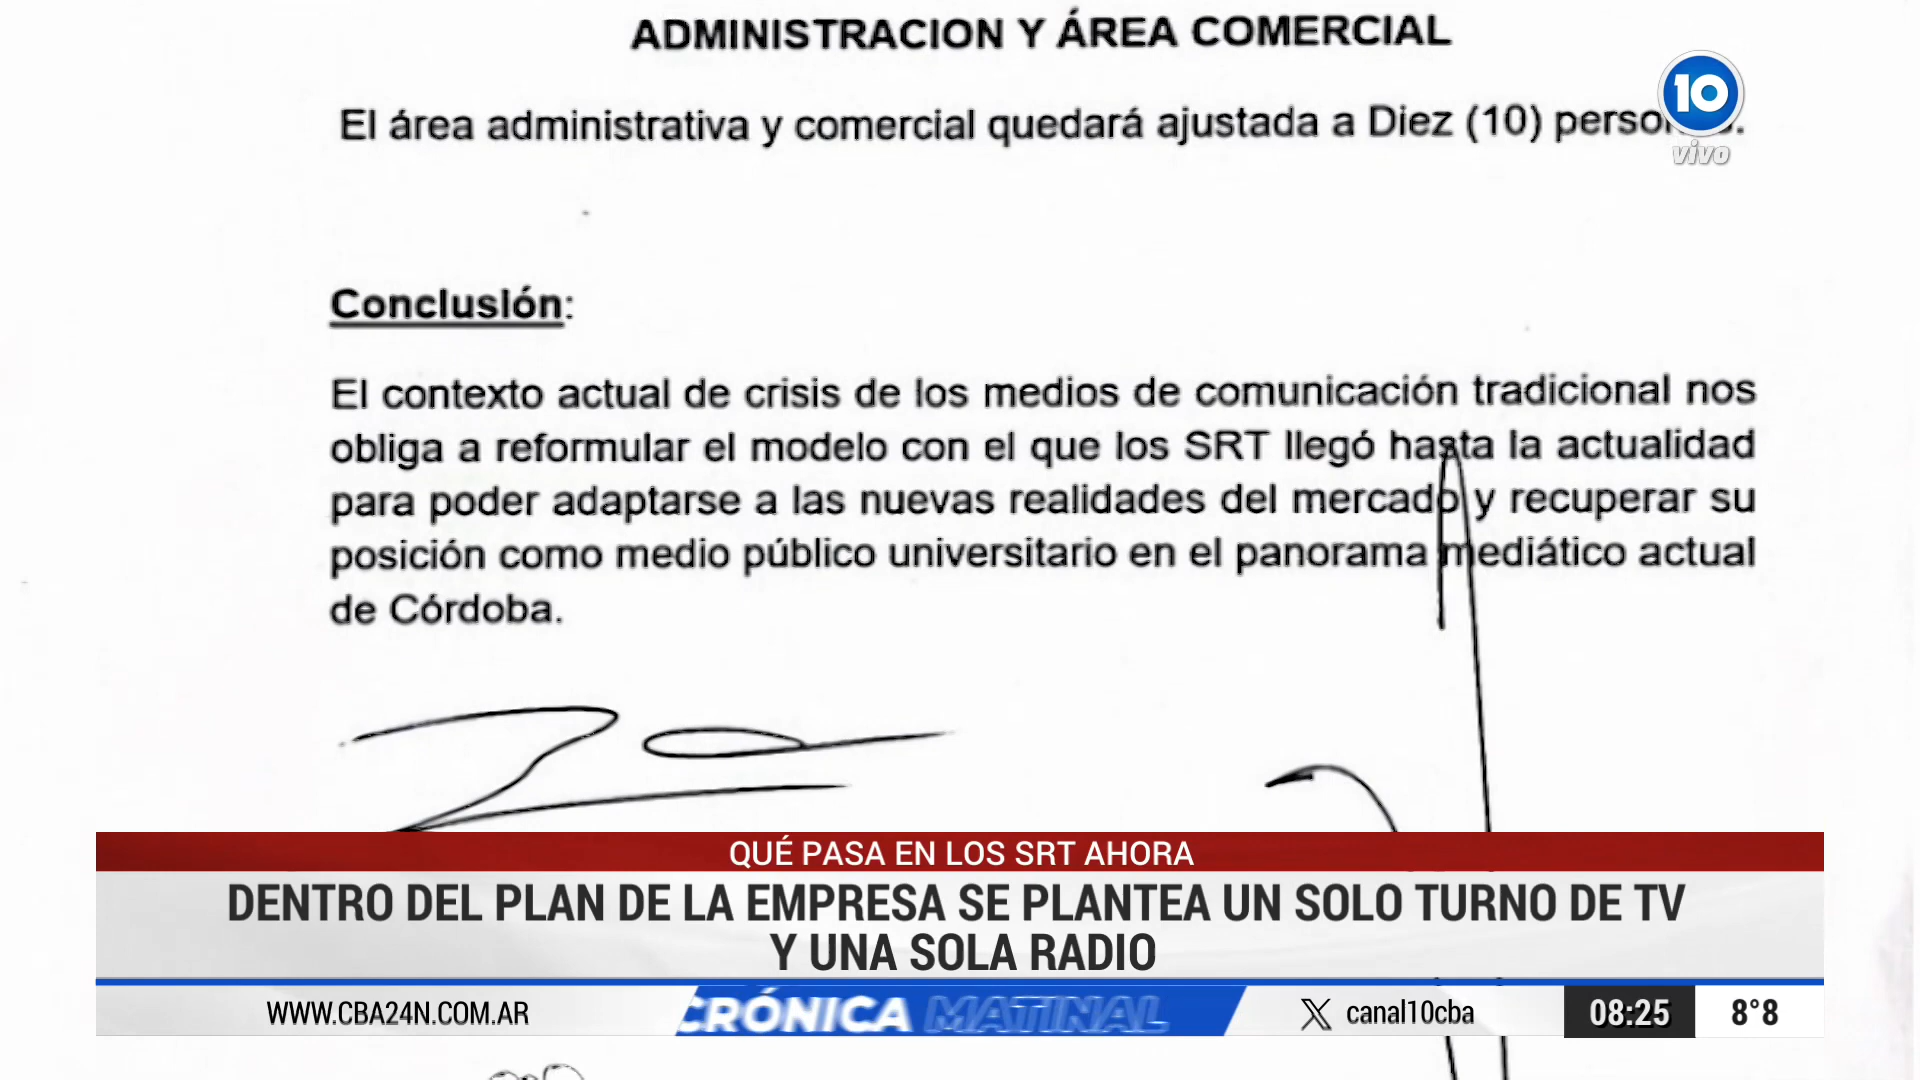 ADMINISTRACION Y ÁREA COMERCIAL
10
El área administrativa y comercial quedará ajustada a Diez (10)
vivo
Conclusión:
El contexto actual de crisis de los medios de comunicación tradicional nos
obliga a reformular el modelo con el que los SRT llegó hasta la actualidad
para poder adaptarse a las nuevas realidades del mercado y recuperar su
posición como medio público universitario en el panorama mediático actual
de Córdoba.
QUÉ PASA EN LOS SRT AHORA
DENTRO DEL PLAN DE LA EMPRESA SE PLANTEA UN SOLO TURNO DE TV
Y UNA SOLA RADIO
WWW.CBA24N.COM.AR
CRÓNICA MATINAL
canal10cba
08:25
8°8